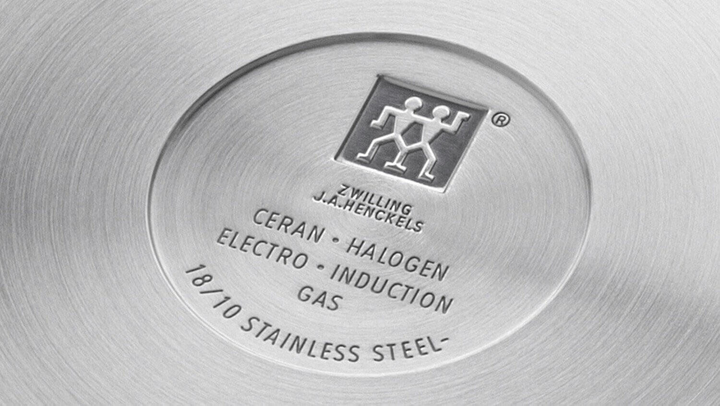 ®
ZWILLING
J.A.HENCKELS
CERAN • HALOGEN
ELECTRO • INDUCTION
GAS
18/10 STAINLESS STEEL-